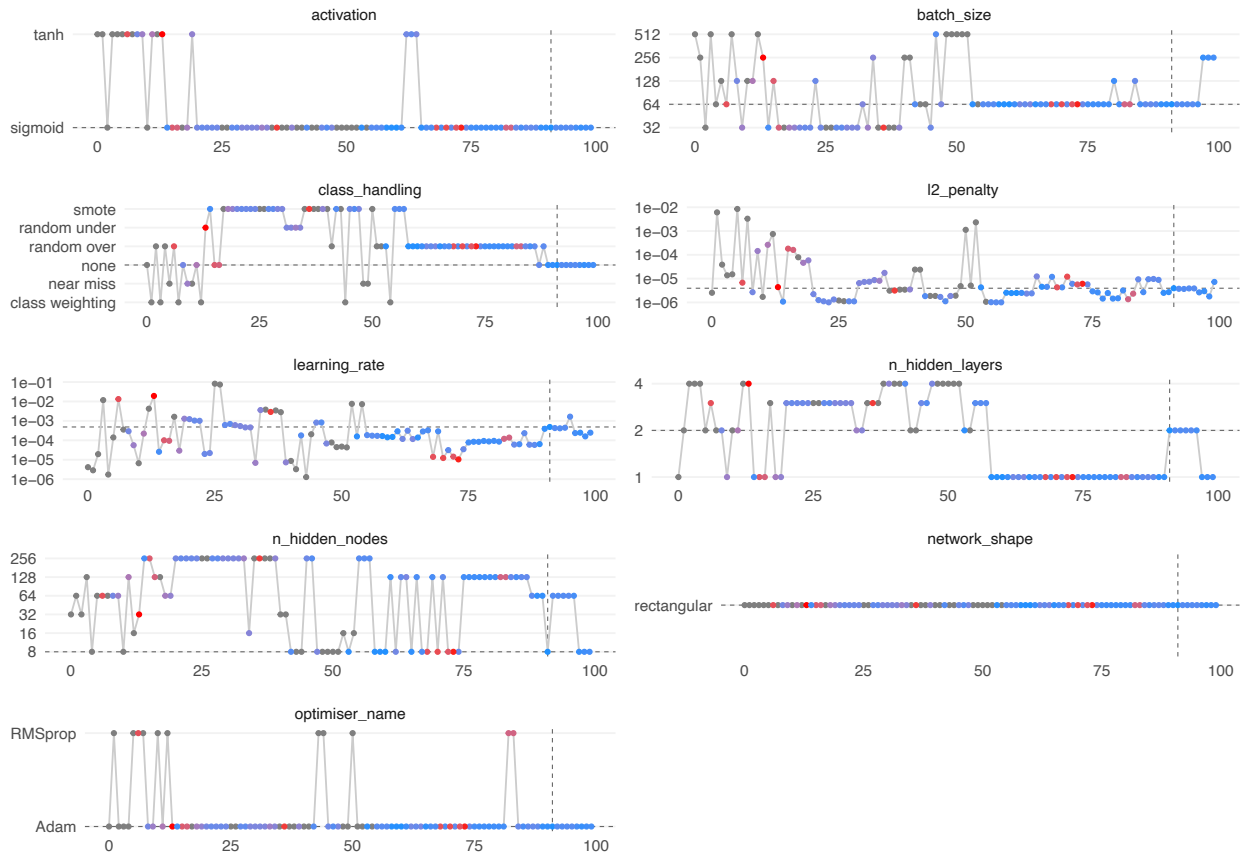 activation
tanh
sigmoid
0 25 50 75 100
batch_size
512
256
128
64
32
0 25 50 75 100
class_handling
smote
random under
random over
none
near miss
class weighting
0 25 50 75 100
l2_penalty
1e−02
1e−03
1e−04
1e−05
1e−06
0 25 50 75 100
learning_rate
1e−01
1e−03
1e−04
1e−05
1e−06
0 25 50 75 100
n_hidden_layers
4
2
1
0 25 50 75 100
n_hidden_nodes
256
128
64
32
16
8
0 25 50 75 100
network_shape
rectangular
0 25 50 75 100
optimiser_name
RMSprop
Adam
0 25 50 75 100